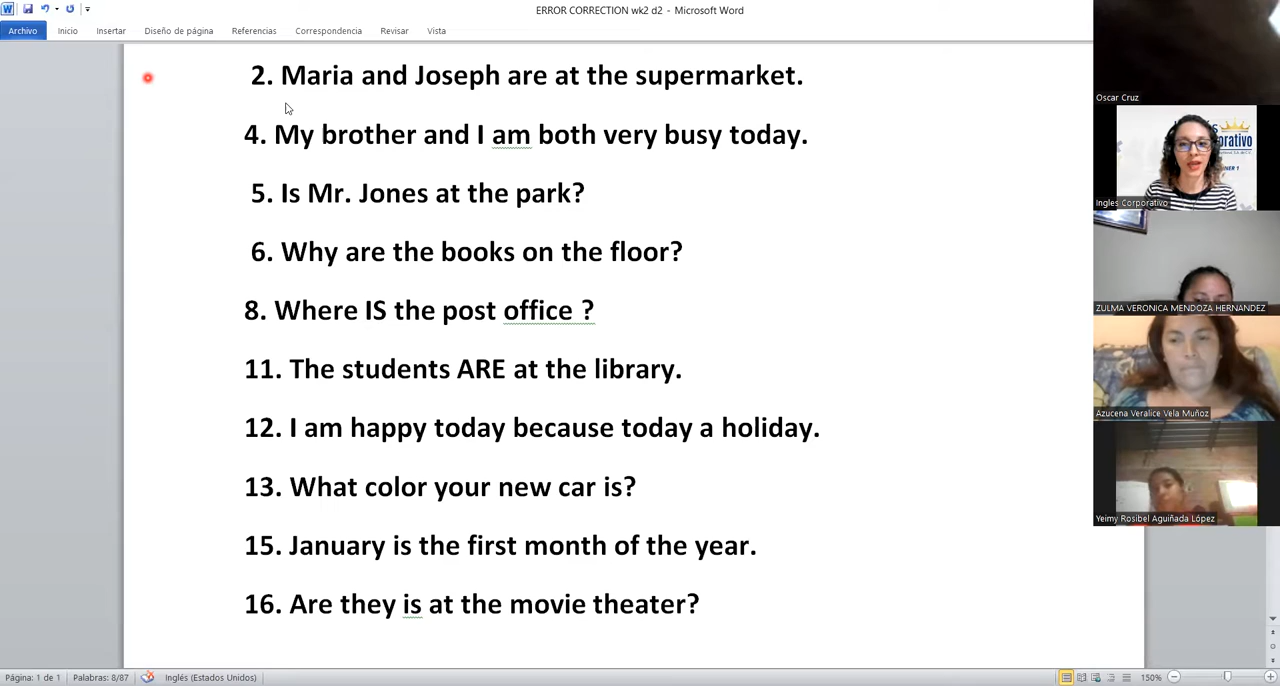 ERROR CORRECTION wk2 d2 - Microsoft Word
Archivo Inicio Insertar Diseño de página Referencias Correspondencia Revisar Vista
2. Maria and Joseph are at the supermarket.
4. My brother and I am both very busy today.
5. Is Mr. Jones at the park?
6. Why are the books on the floor?
8. Where IS the post office ?
11. The students ARE at the library.
12. I am happy today because today a holiday.
13. What color your new car is?
15. January is the first month of the year.
16. Are they is at the movie theater?
Oscar Cruz
Ingles Corporativo
ZULMA VERONICA MENDOZA HERNANDEZ
Azucena Veralice Vela Muñoz
Yeimy Rosibel Aguiñada López
Página: 1 de 1 Palabras: 8/87 Inglés (Estados Unidos) 150%